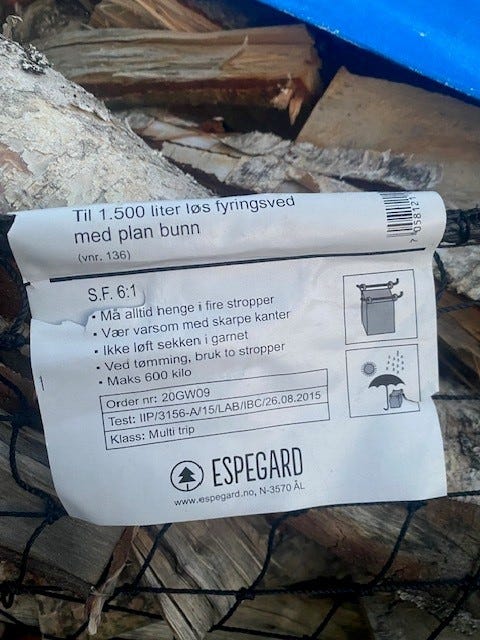 Til 1.500 liter løs fyringsved
med plan bunn
(vnr. 136)
S.F. 6:1
• Må alltid henge i fire stropper
• Vær varsom med skarpe kanter
• Ikke løft sekken i garnet
• Ved tømming, bruk to stropper
• Maks 600 kilo
Order nr: 20GW09
Test: IIP/3156-A/15/LAB/IBC/26.08.2015
Klass: Multi trip
ESPEGARD
www.espegard.no, N-3570 ÅL